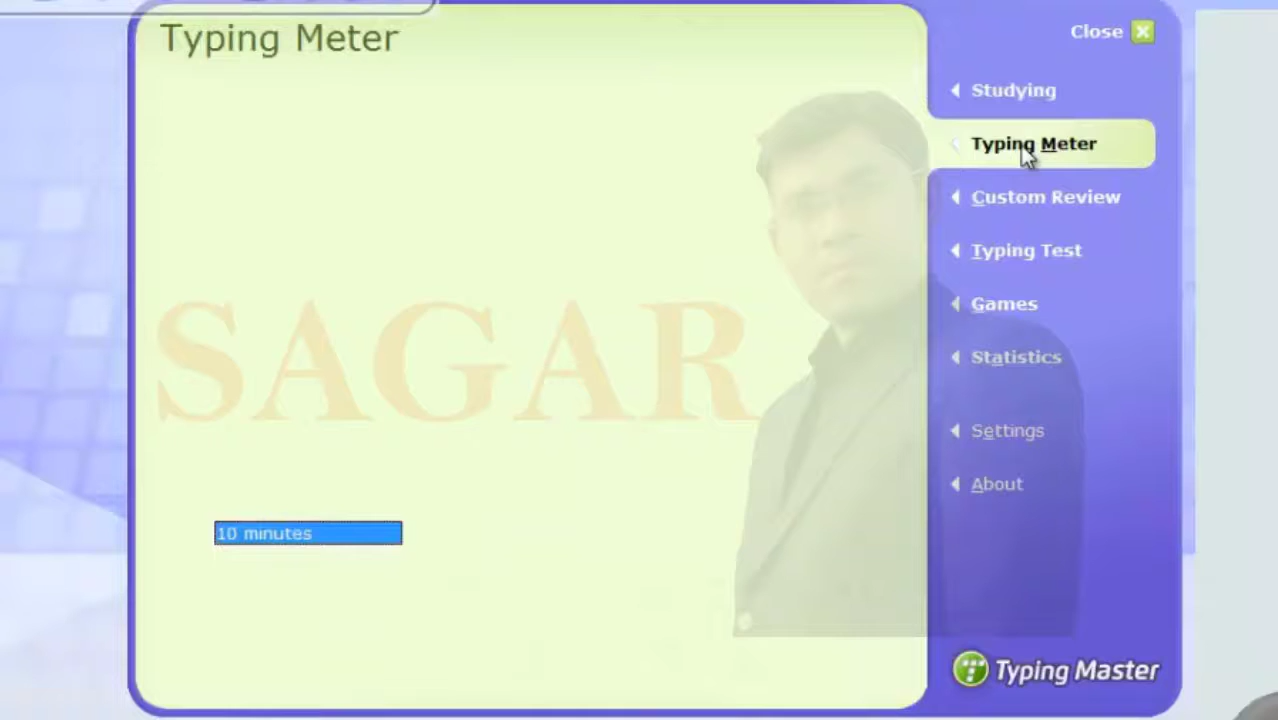 Typing Meter
Close
Studying
Typing Meter
Custom Review
Typing Test
Games
Statistics
Settings
About
SAGAR
10 minutes
Typing Master